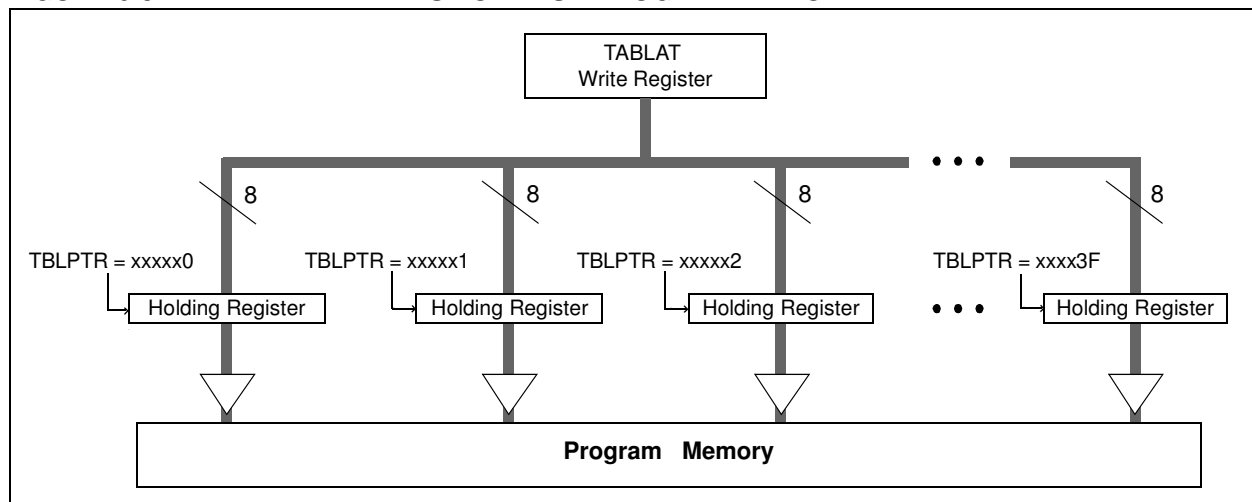 TABLAT
Write Register
8 8 8 8
TBLPTR = xxxxx0 TBLPTR = xxxxx1 TBLPTR = xxxxx2 TBLPTR = xxxx3F
Holding Register Holding Register Holding Register Holding Register
Program Memory